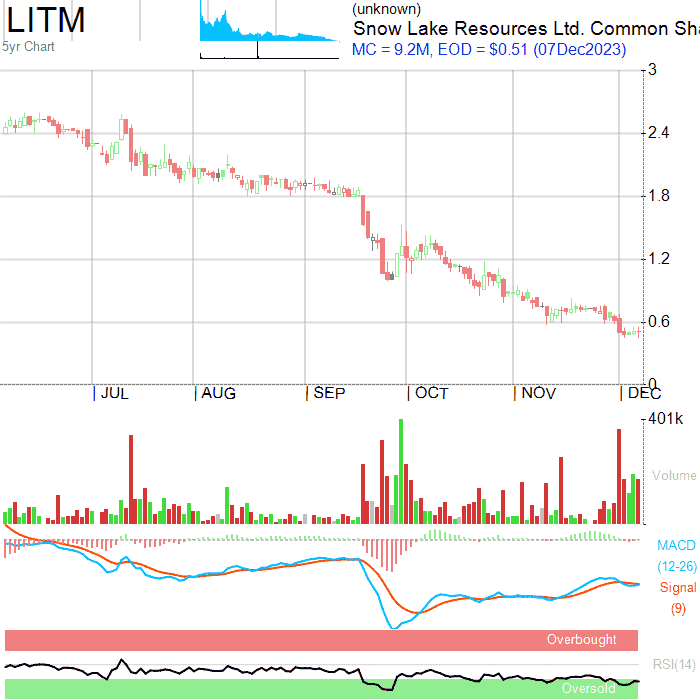 LITM
5yr Chart
(unknown)
Snow Lake Resources Ltd. Common Sha
MC = 9.2M, EOD = $0.51 (07Dec2023)
3
2.4
1.8
1.2
0.6
0
JUL
AUG
SEP
OCT
NOV
DEC
401k
Volume
MACD
(12-26)
Signal
(9)
Overbought
RSI(14)
Oversold